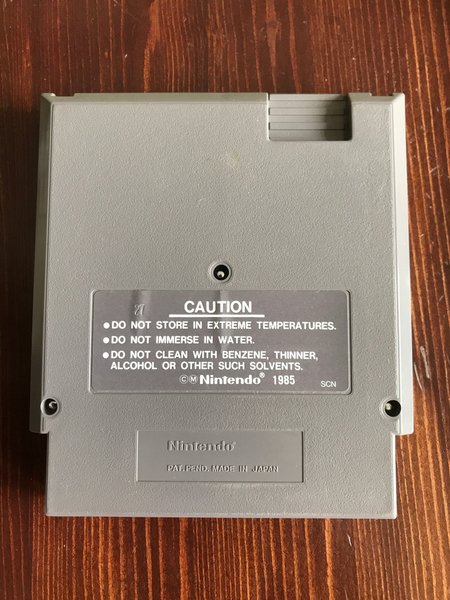 CAUTION
●DO NOT STORE IN EXTREME TEMPERATURES.
●DO NOT IMMERSE IN WATER.
●DO NOT CLEAN WITH BENZENE, THINNER,
ALCOHOL OR OTHER SUCH SOLVENTS.
©Ⓜ Nintendo® 1985 SCN
Nintendo®
PAT. PEND. MADE IN JAPAN